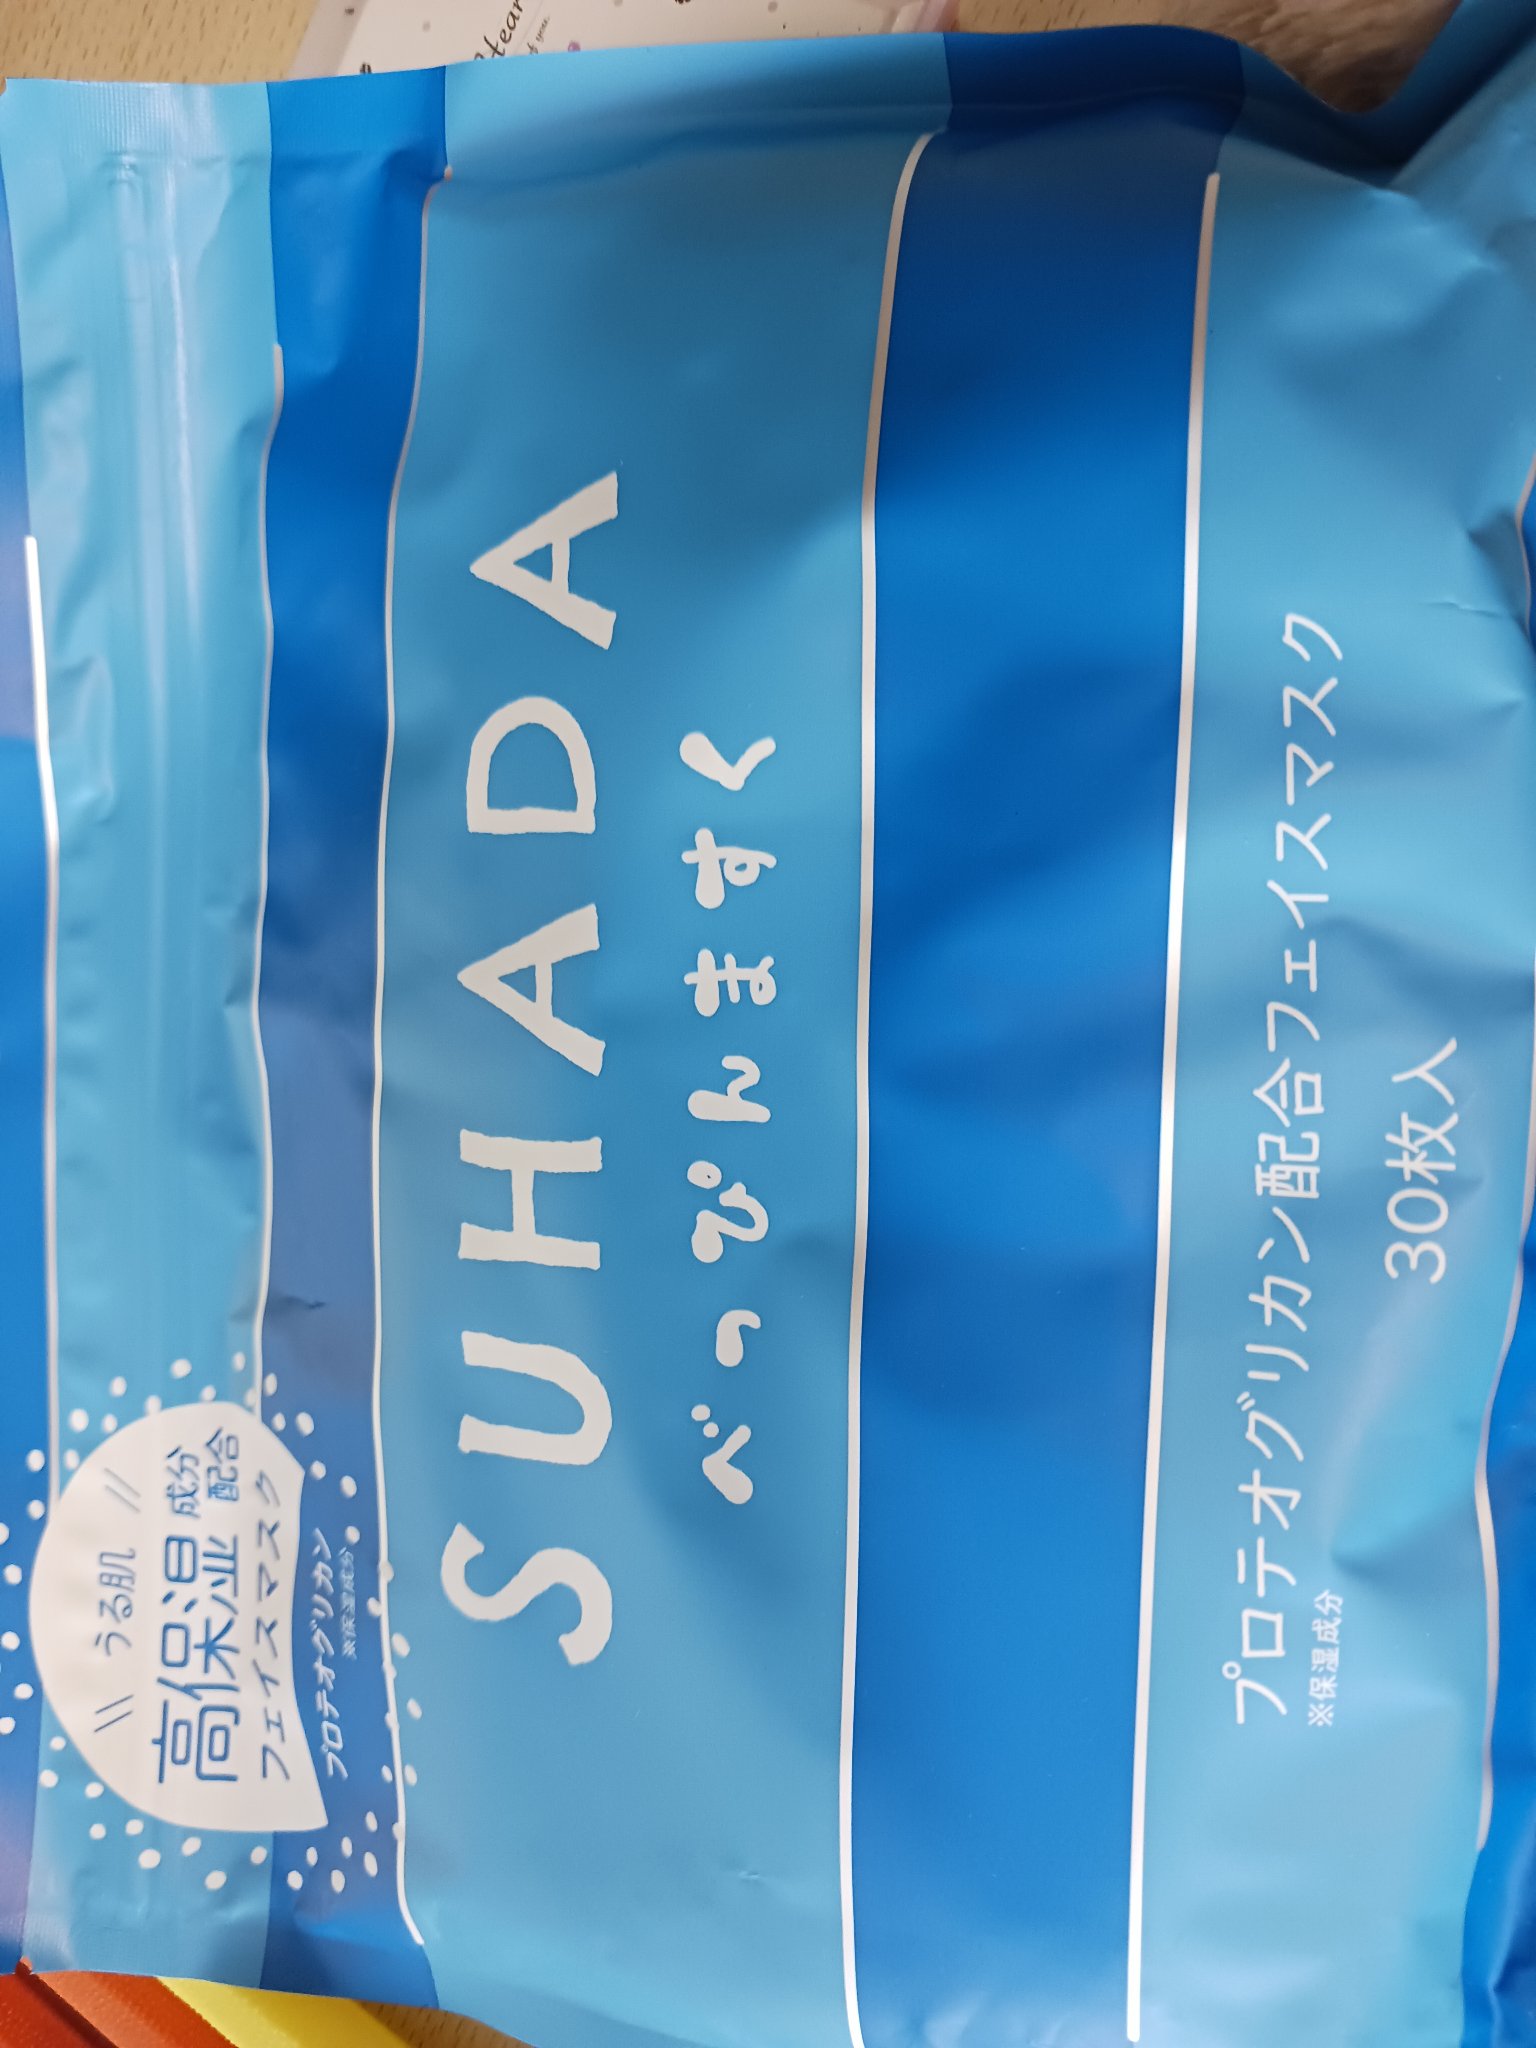 うる肌
高保湿成分配合
フェイスマスク
プロテオグリカン
※保湿成分
SUHADA
べっぴんますく
プロテオグリカン配合フェイスマスク
※保湿成分
30枚入